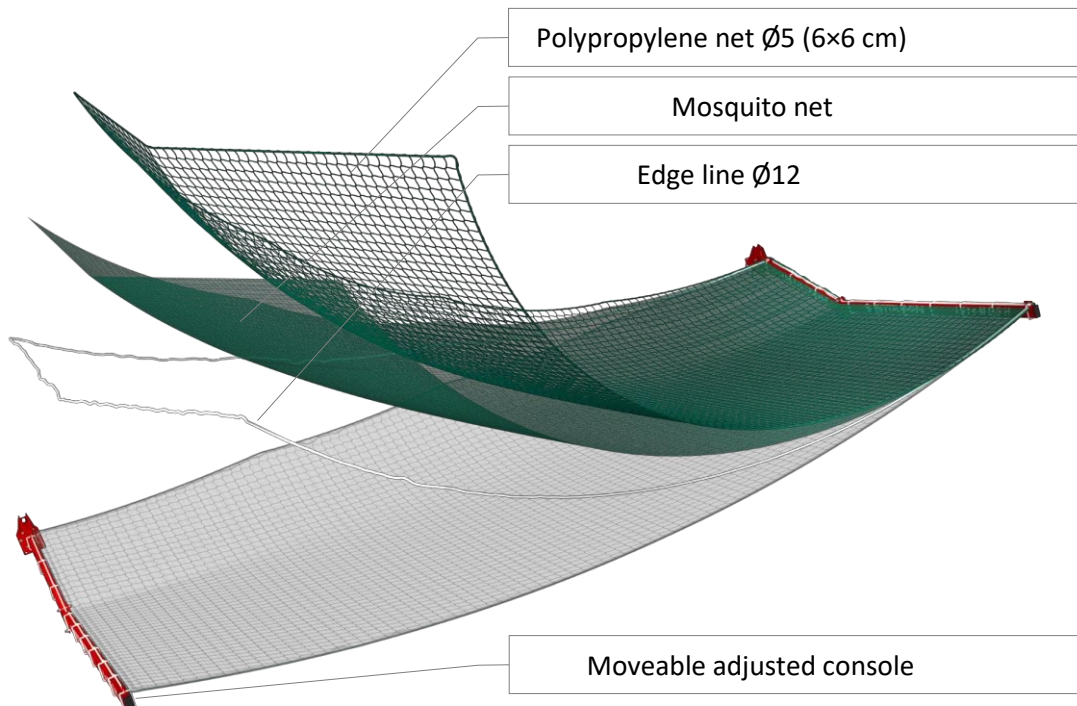 Polypropylene net Ø5 (6×6 cm)
Mosquito net
Edge line Ø12
Moveable adjusted console